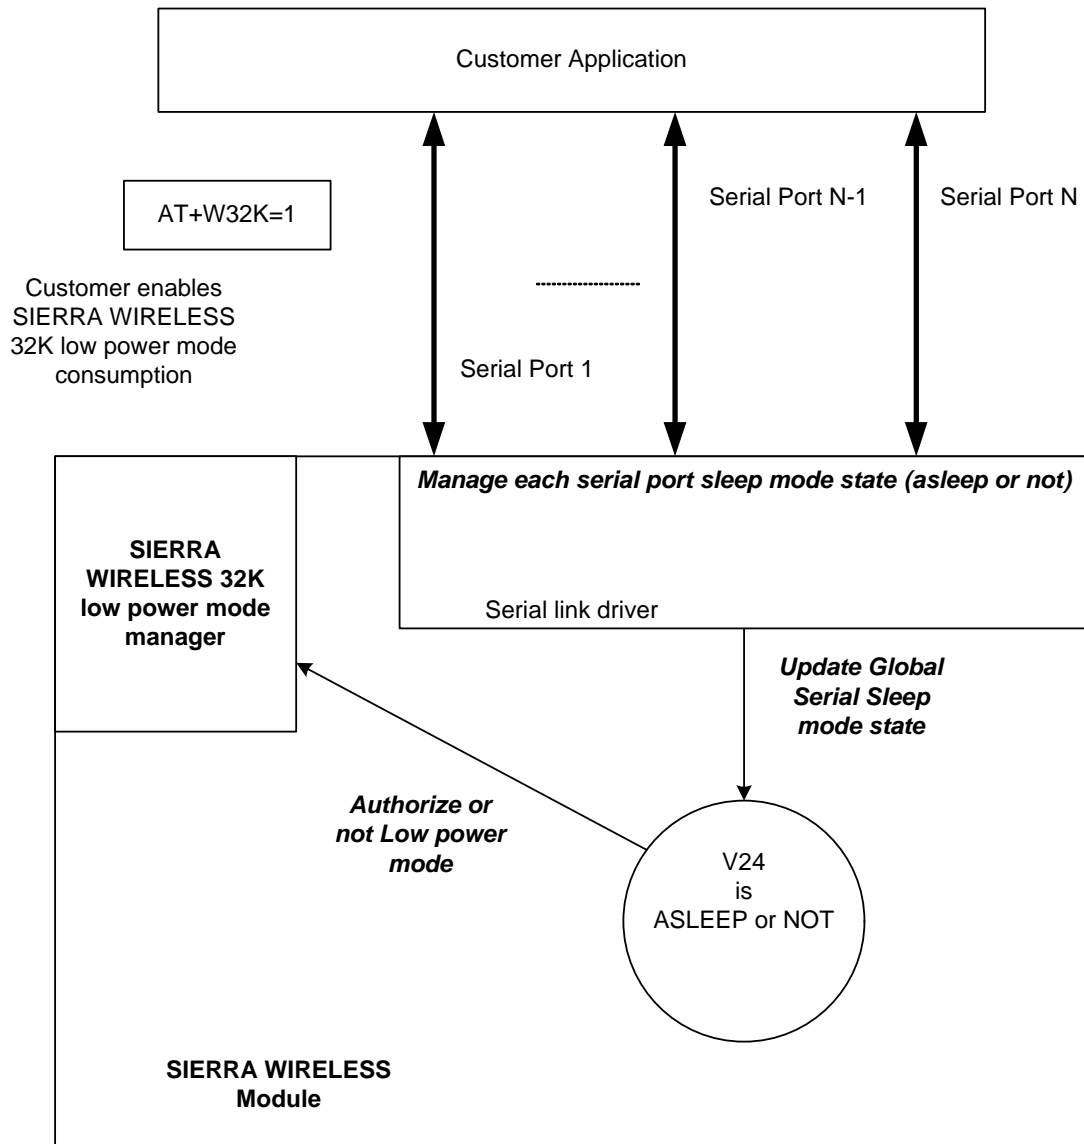 Customer Application
AT+W32K=1
Serial Port N-1
Serial Port N
Customer enables
SIERRA WIRELESS
32K low power mode
consumption
Serial Port 1
Manage each serial port sleep mode state (asleep or not)
SIERRA
WIRELESS 32K
low power mode
manager
Serial link driver
Update Global
Serial Sleep
mode state
Authorize or
not Low power
mode
V24
is
ASLEEP or NOT
SIERRA WIRELESS
Module